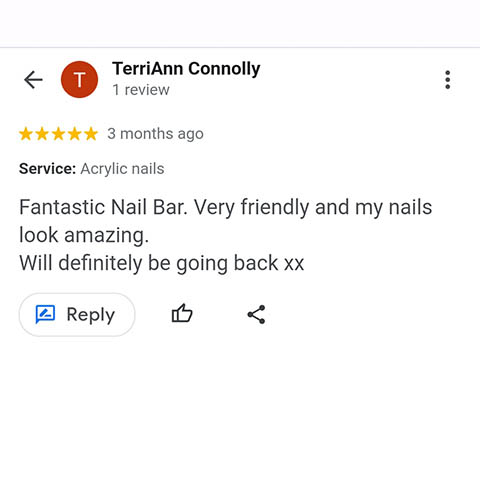 TerriAnn Connolly
T
1 review
3 months ago
Service: Acrylic nails
Fantastic Nail Bar. Very friendly and my nails
look amazing.
Will definitely be going back xx
Reply